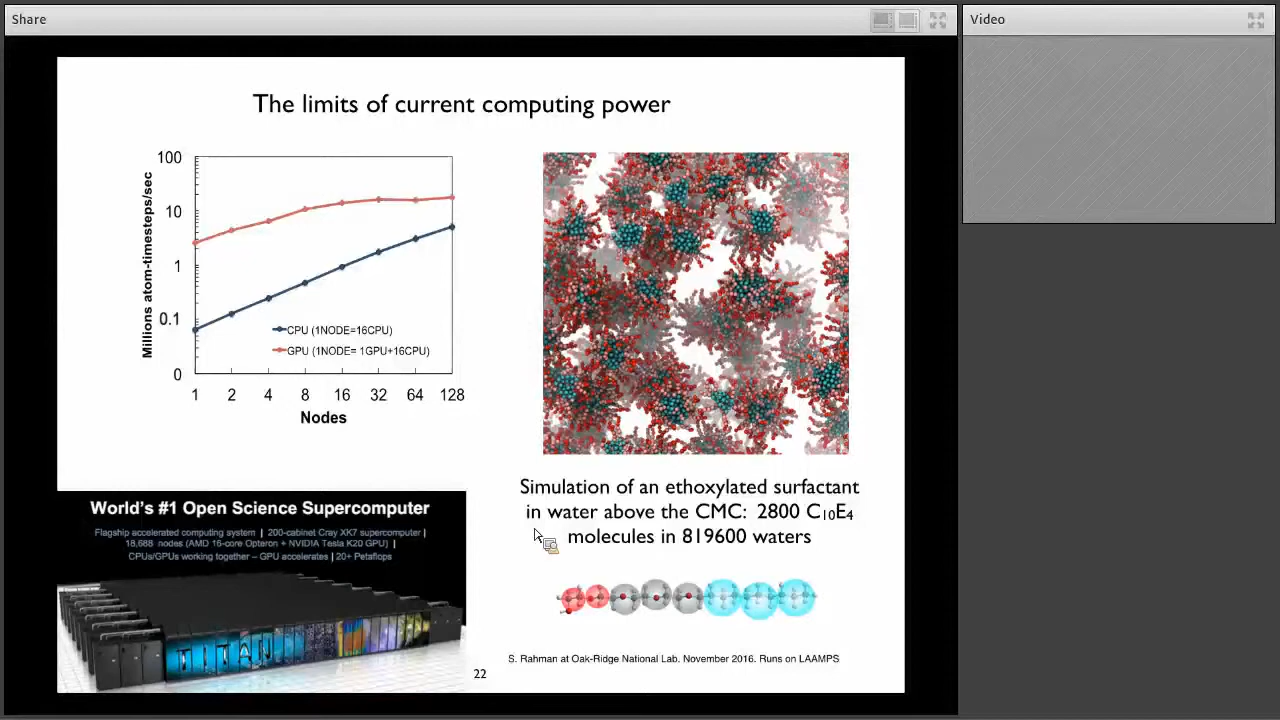 Share
Video
The limits of current computing power
100
10
1
0.1
0
Millions atom-timesteps/sec
CPU (1NODE=16CPU)
GPU (1NODE= 1GPU+16CPU)
1 2 4 8 16 32 64 128
Nodes
Simulation of an ethoxylated surfactant
in water above the CMC: 2800 C₁₀E₄
molecules in 819600 waters
World's #1 Open Science Supercomputer
Flagship accelerated computing system | 200-cabinet Cray XK7 supercomputer |
18,688 nodes (AMD 16-core Opteron + NVIDIA Tesla K20 GPU) |
CPUs/GPUs working together – GPU accelerates | 20+ Petaflops
TITAN
S. Rahman at Oak-Ridge National Lab. November 2016. Runs on LAAMPS
22